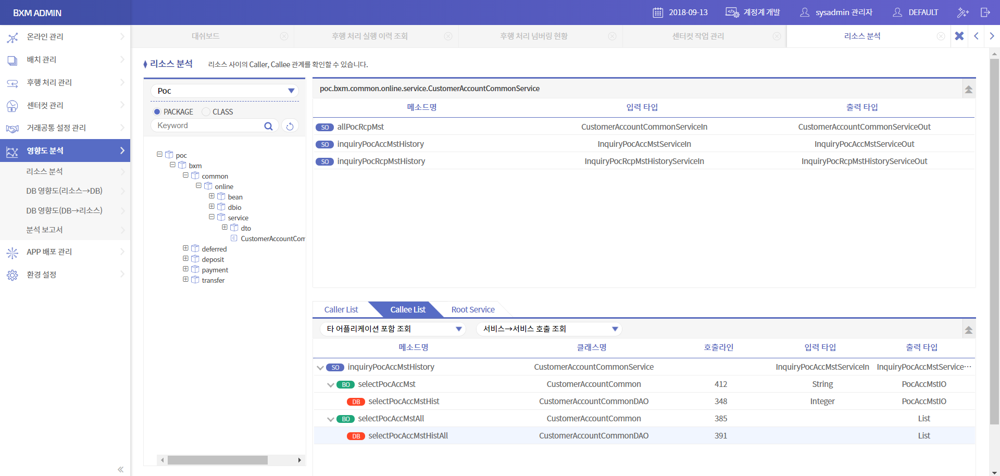 BXM ADMIN
2018-09-13 계정계 개발 sysadmin 관리자 DEFAULT
온라인 관리
배치 관리
후행 처리 관리
센터컷 관리
거래공통 설정 관리
영향도 분석
리소스 분석
DB 영향도(리소스→DB)
DB 영향도(DB→리소스)
분석 보고서
APP 배포 관리
환경 설정
대쉬보드 후행 처리 실행 이력 조회 후행 처리 넘버링 현황 센터컷 작업 관리 리소스 분석
리소스 분석 리소스 사이의 Caller, Callee 관계를 확인할 수 있습니다.
Poc
PACKAGE CLASS
Keyword
poc
bxm
common
online
bean
dbio
service
dto
C CustomerAccountCom
deferred
deposit
payment
transfer
poc.bxm.common.online.service.CustomerAccountCommonService
메소드명 입력 타입 출력 타입
SO allPocRcpMst CustomerAccountCommonServiceIn CustomerAccountCommonServiceOut
SO inquiryPocAccMstHistory InquiryPocAccMstServiceIn InquiryPocAccMstServiceOut
SO inquiryPocRcpMstHistory InquiryPocRcpMstHistoryServiceIn InquiryPocRcpMstHistoryServiceOut
Caller List Callee List Root Service
타 어플리케이션 포함 조회 서비스→서비스 호출 조회
메소드명 클래스명 호출라인 입력 타입 출력 타입
SO inquiryPocAccMstHistory CustomerAccountCommonService InquiryPocAccMstServiceIn InquiryPocAccMstService…
BO selectPocAccMst CustomerAccountCommon 412 String PocAccMstIO
DB selectPocAccMstHist CustomerAccountCommonDAO 348 Integer PocAccMstIO
BO selectPocAccMstAll CustomerAccountCommon 385 List
DB selectPocAccMstHistAll CustomerAccountCommonDAO 391 List